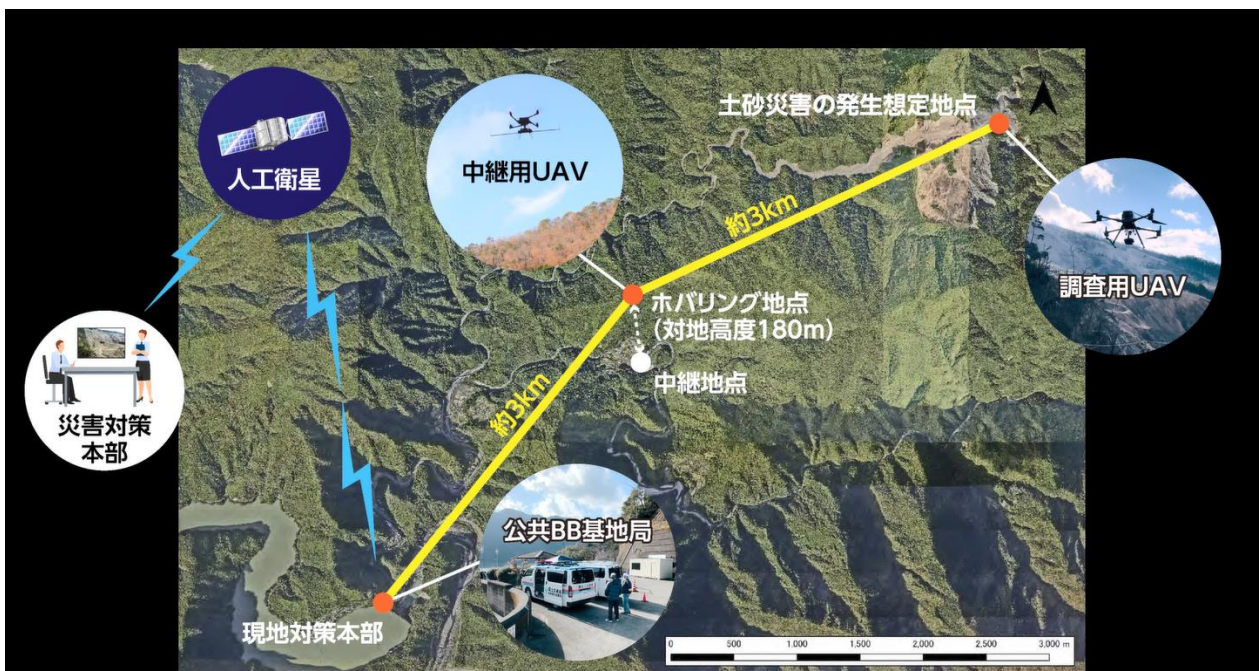 土砂災害の発生想定地点
人工衛星
中継用UAV
約3km
調査用UAV
ホバリング地点
(対地高度180m)
中継地点
災害対策
本部
約3km
公共BB基地局
現地対策本部
0 500 1,000 1,500 2,000 2,500 3,000 m